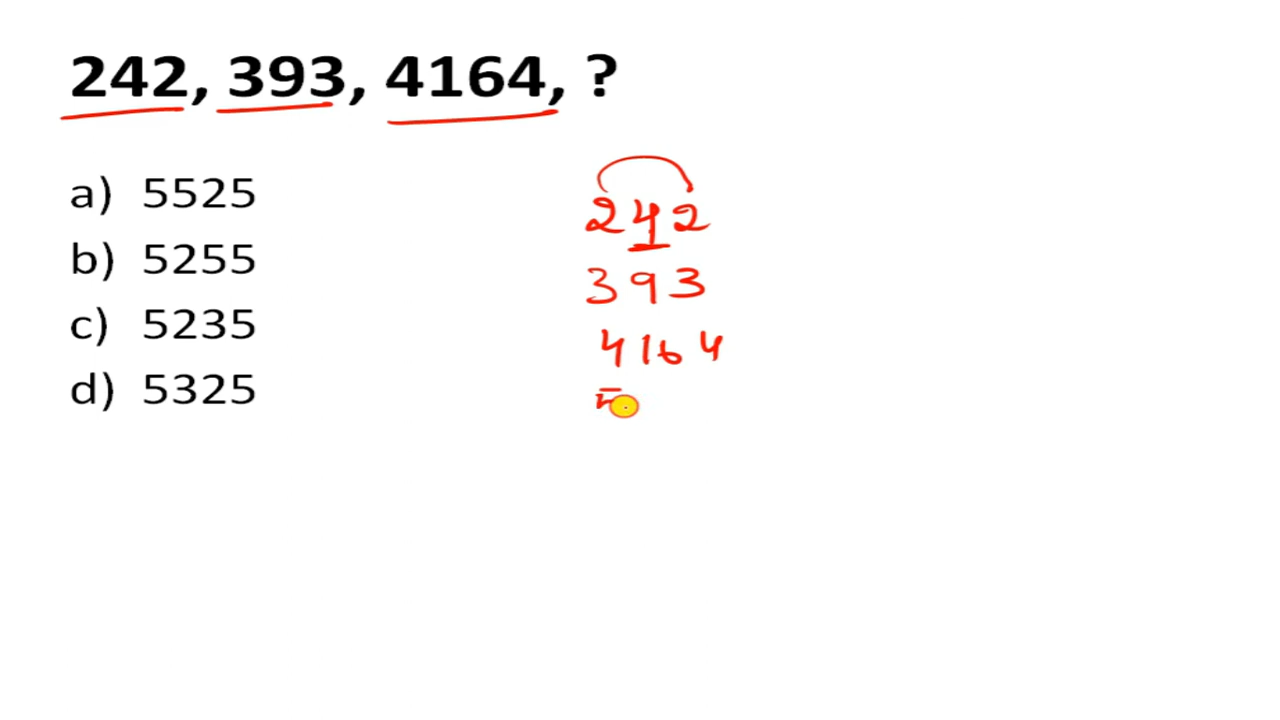 242, 393, 4164, ?
a) 5525
b) 5255
c) 5235
d) 5325
242
393
4164